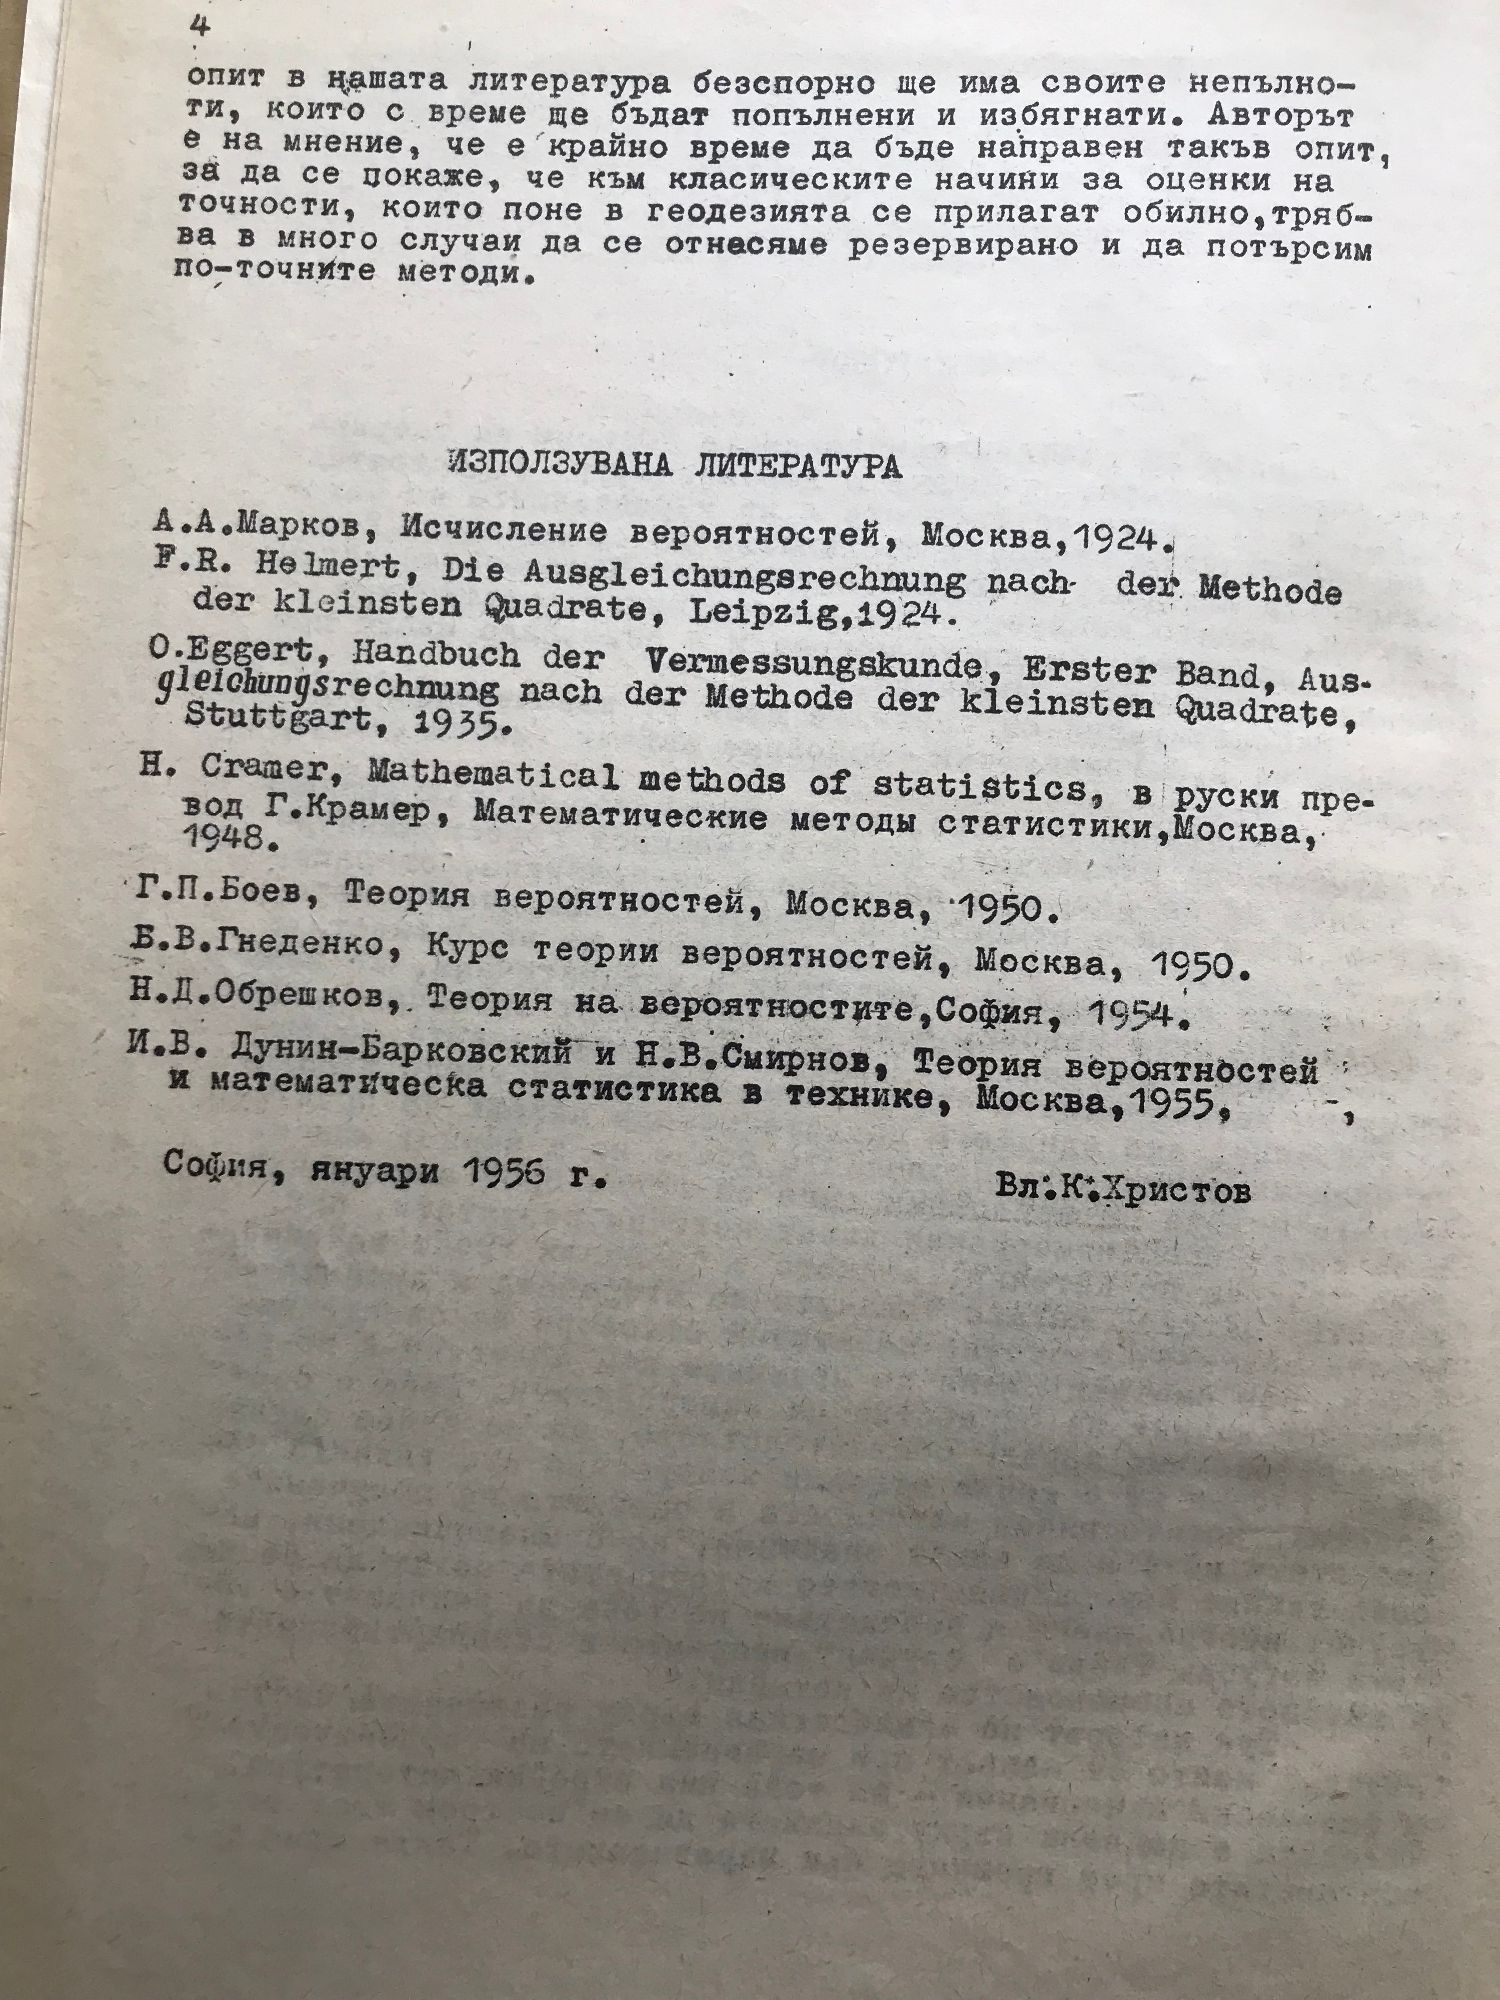 4
опит в нашата литература безспорно ще има своите непълно-
ти, които с време ще бъдат попълнени и избягнати. Авторът
е на мнение, че е крайно време да бъде направен такъв опит,
за да се покаже, че към класическите начини за оценки на
точности, които поне в геодезията се прилагат обилно,тряб-
ва в много случаи да се отнасяме резервирано и да потърсим
по-точните методи.
ИЗПОЛЗУВАНА ЛИТЕРАТУРА
А.А.Марков, Исчисление вероятностей, Москва,1924.
F.R. Helmert, Die Ausgleichungsrechnung nach der Methode
der kleinsten Quadrate, Leipzig,1924.
O.Eggert, Handbuch der Vermessungskunde, Erster Band, Aus-
gleichungsrechnung nach der Methode der kleinsten Quadrate,
Stuttgart, 1935.
H. Cramer, Mathematical methods of statistics, в руски пре-
вод Г.Крамер, Математические методы статистики,Москва,
1948.
Г.П.Боев, Теория вероятностей, Москва, 1950.
Б.В.Гнеденко, Курс теории вероятностей, Москва, 1950.
Н.Д.Обрешков, Теория на вероятностите,София, 1954.
И.В. Дунин-Барковский и Н.В.Смирнов, Теория вероятностей
и математическа статистика в технике, Москва,1955,
София, януари 1956 г.
Вл.К.Христов